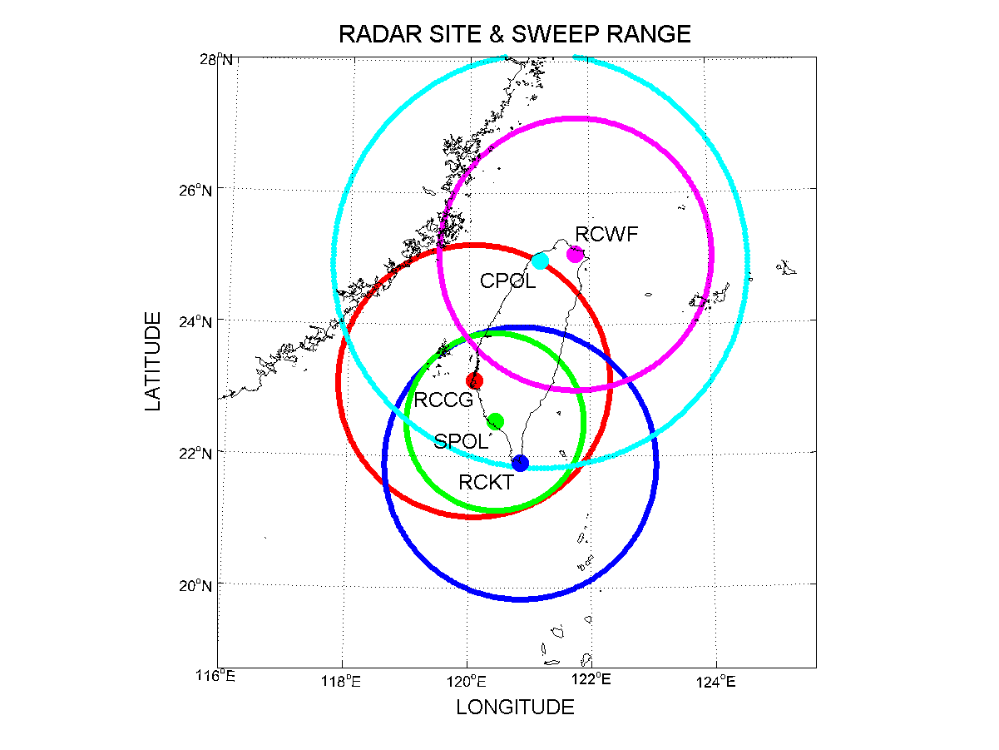 RADAR SITE & SWEEP RANGE
28°N
26°N
24°N
22°N
20°N
LATITUDE
RCWF
CPOL
RCCG
SPOL
RCKT
116°E
118°E
120°E
122°E
124°E
LONGITUDE